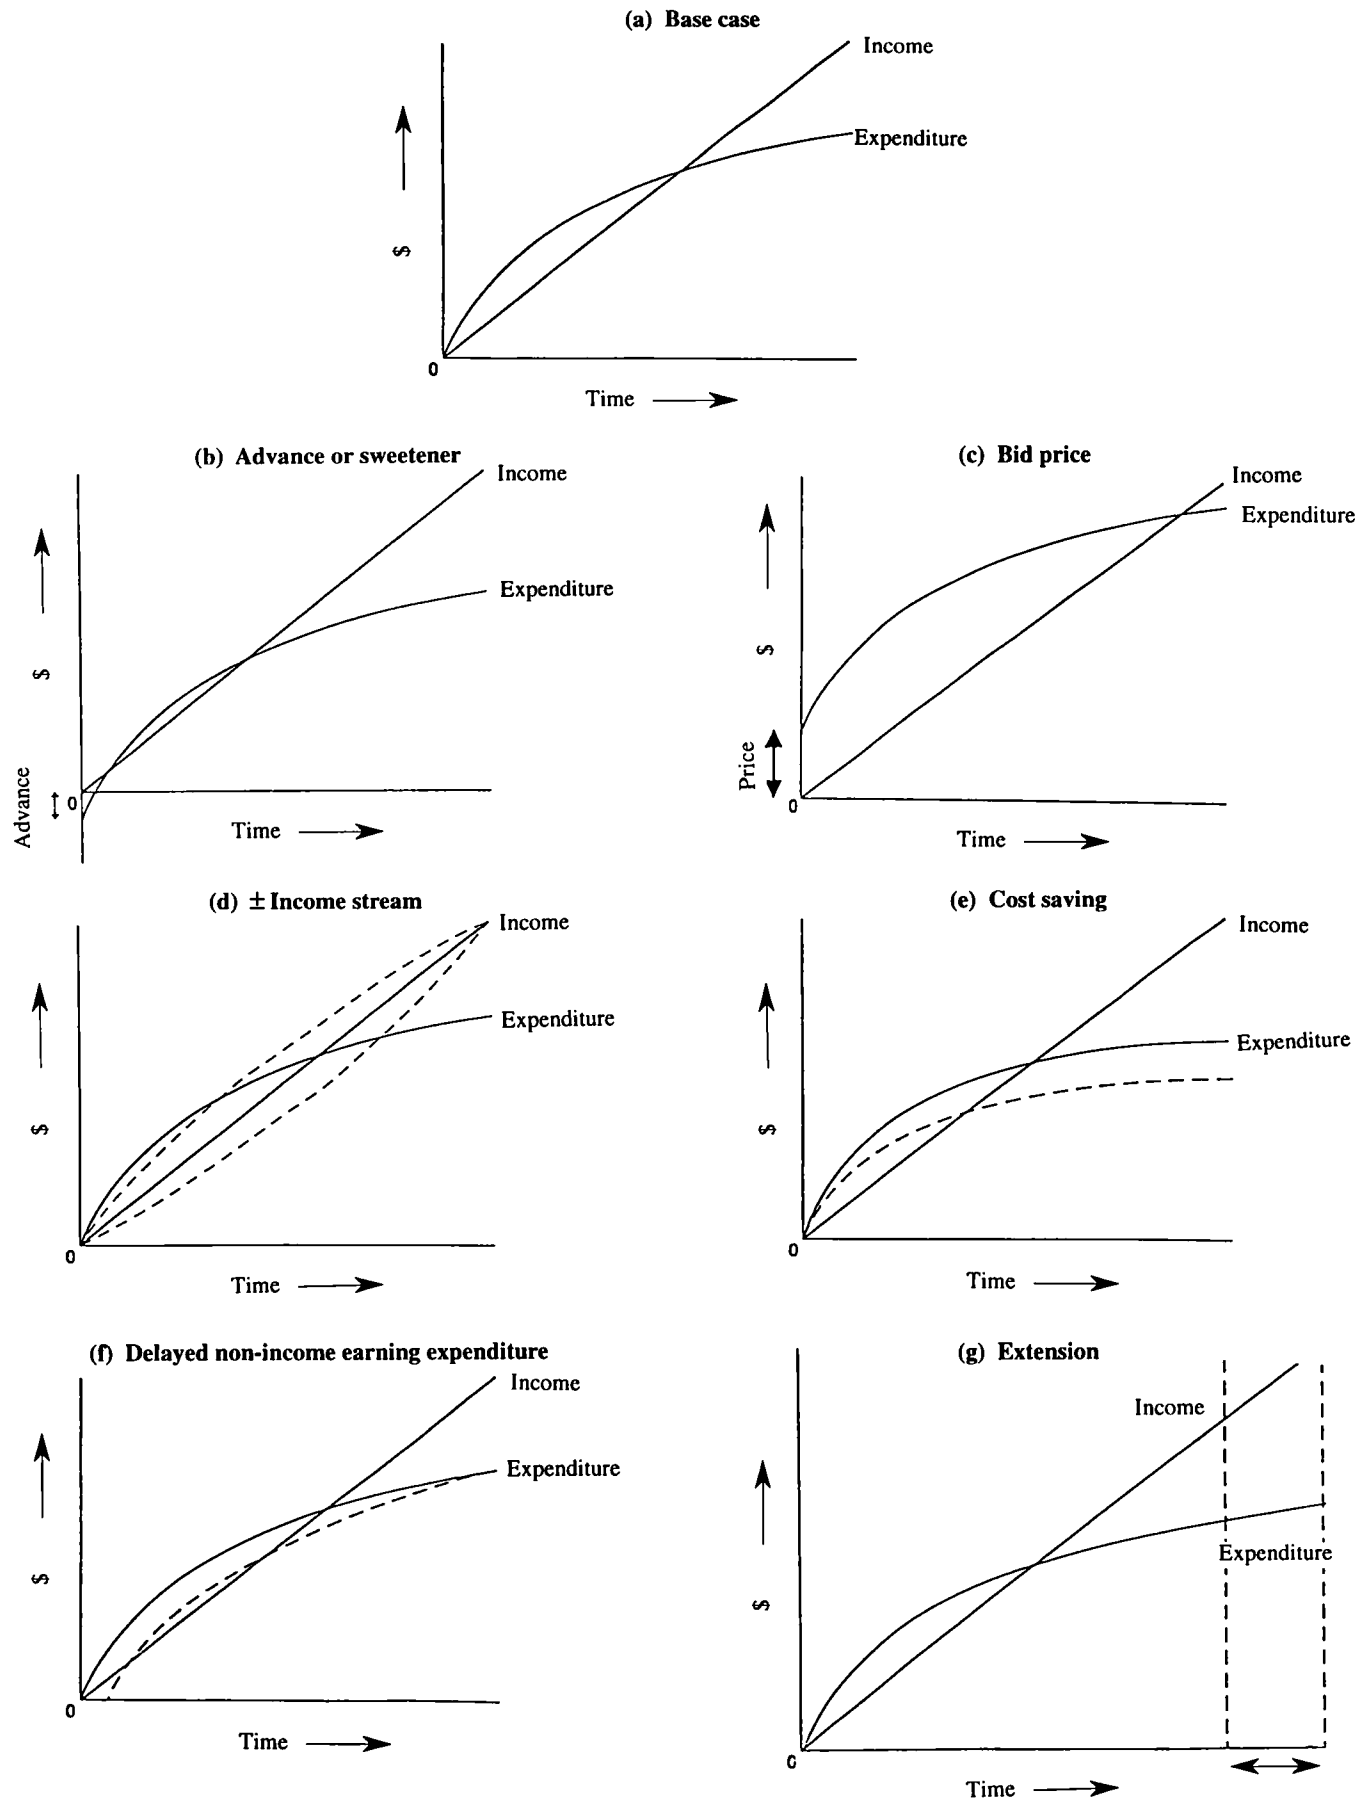 (a) Base case
Income
Expenditure
$
0
Time
(b) Advance or sweetener
Income
Expenditure
$
Advance
0
Time
(c) Bid price
Income
Expenditure
$
Price
0
Time
(d) ± Income stream
Income
Expenditure
$
0
Time
(e) Cost saving
Income
Expenditure
$
0
Time
(f) Delayed non-income earning expenditure
Income
Expenditure
$
0
Time
(g) Extension
Income
Expenditure
$
0
Time